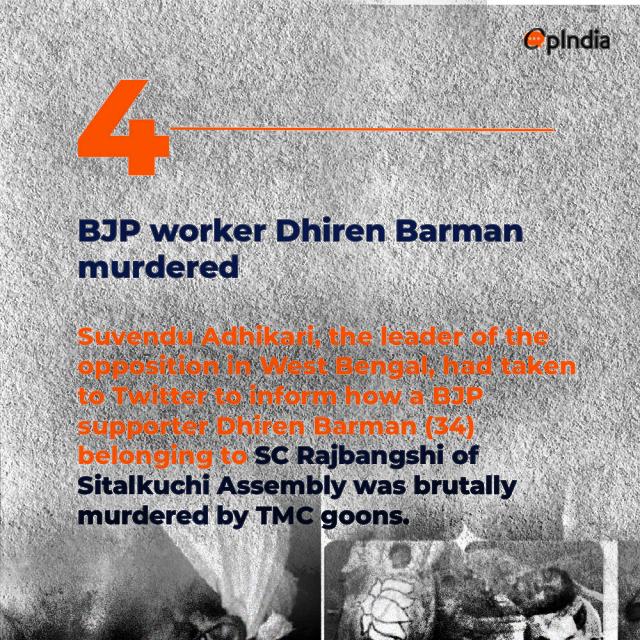 OpIndia
4
BJP worker Dhiren Barman
murdered
Suvendu Adhikari, the leader of the
opposition in West Bengal, had taken
to Twitter to inform how a BJP
supporter Dhiren Barman (34)
belonging to SC Rajbangshi of
Sitalkuchi Assembly was brutally
murdered by TMC goons.